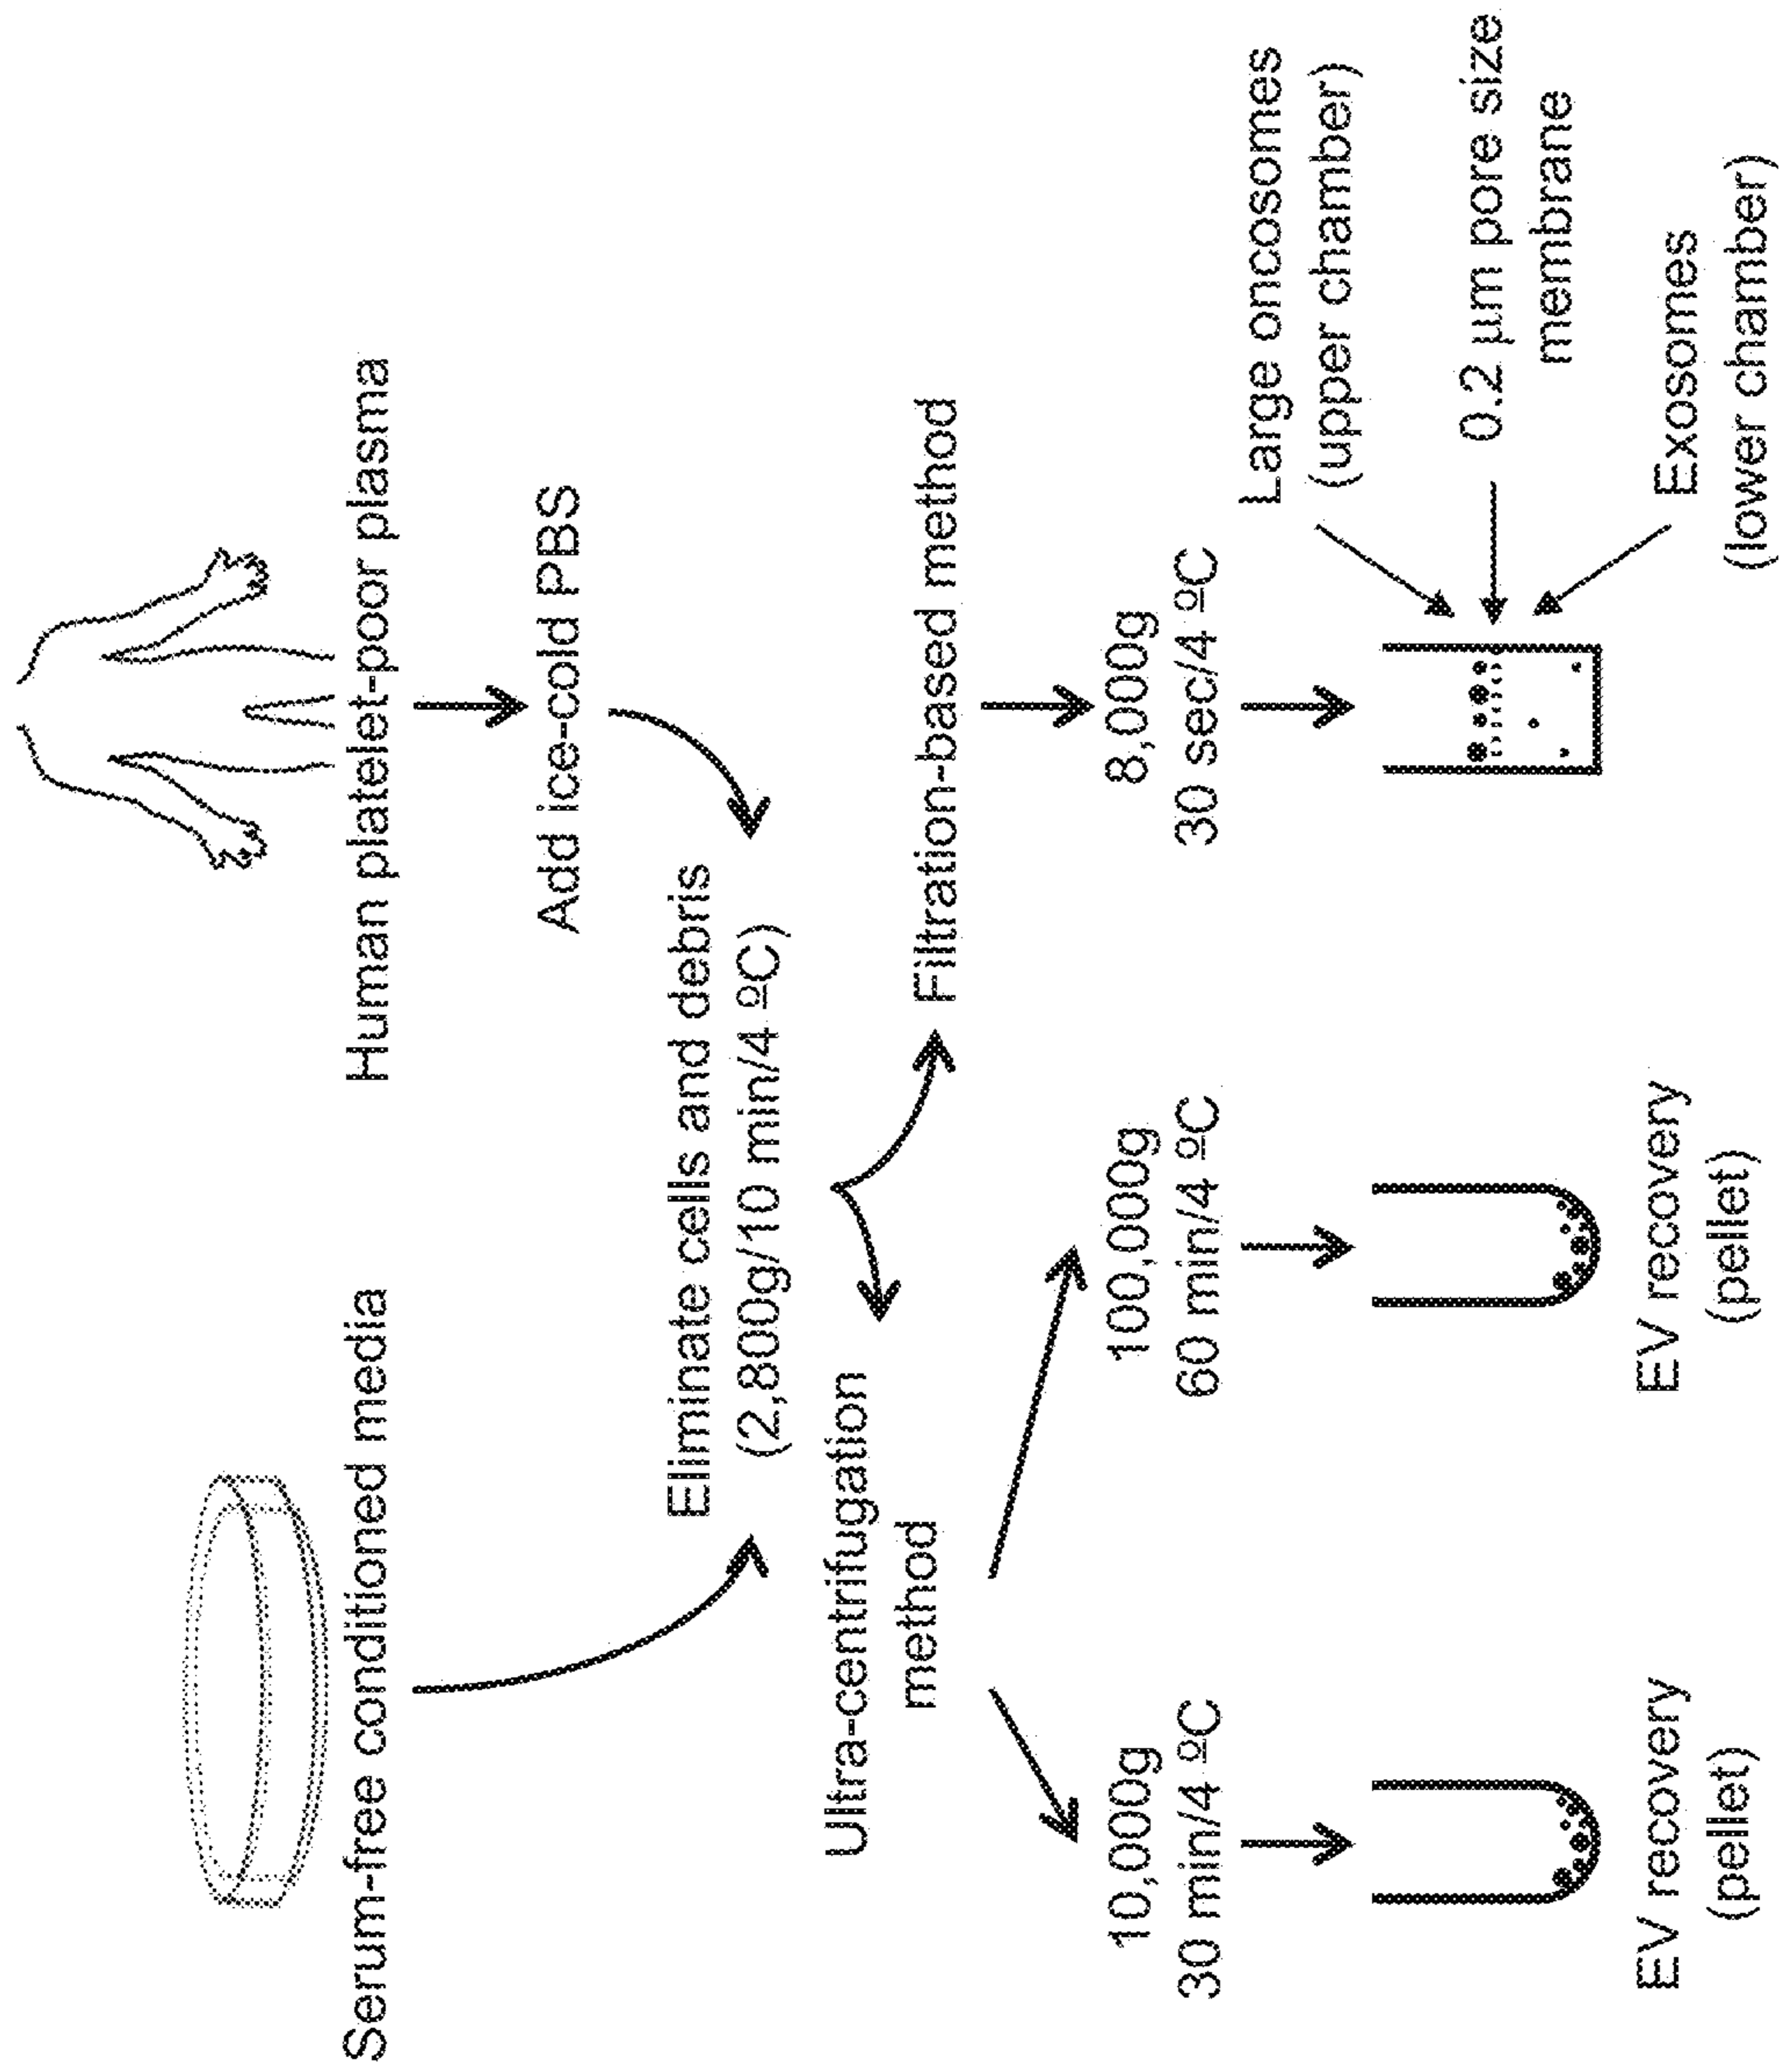 Serum-free conditioned media
Human platelet-poor plasma
Add ice-cold PBS
Eliminate cells and debris
(2,800g/10 min/4 ºC)
Ultra-centrifugation
method
Filtration-based method
10,000g
30 min/4 ºC
100,000g
60 min/4 ºC
8,000g
30 sec/4 ºC
Large oncosomes
(upper chamber)
0.2 µm pore size
membrane
Exosomes
(lower chamber)
EV recovery
(pellet)
EV recovery
(pellet)